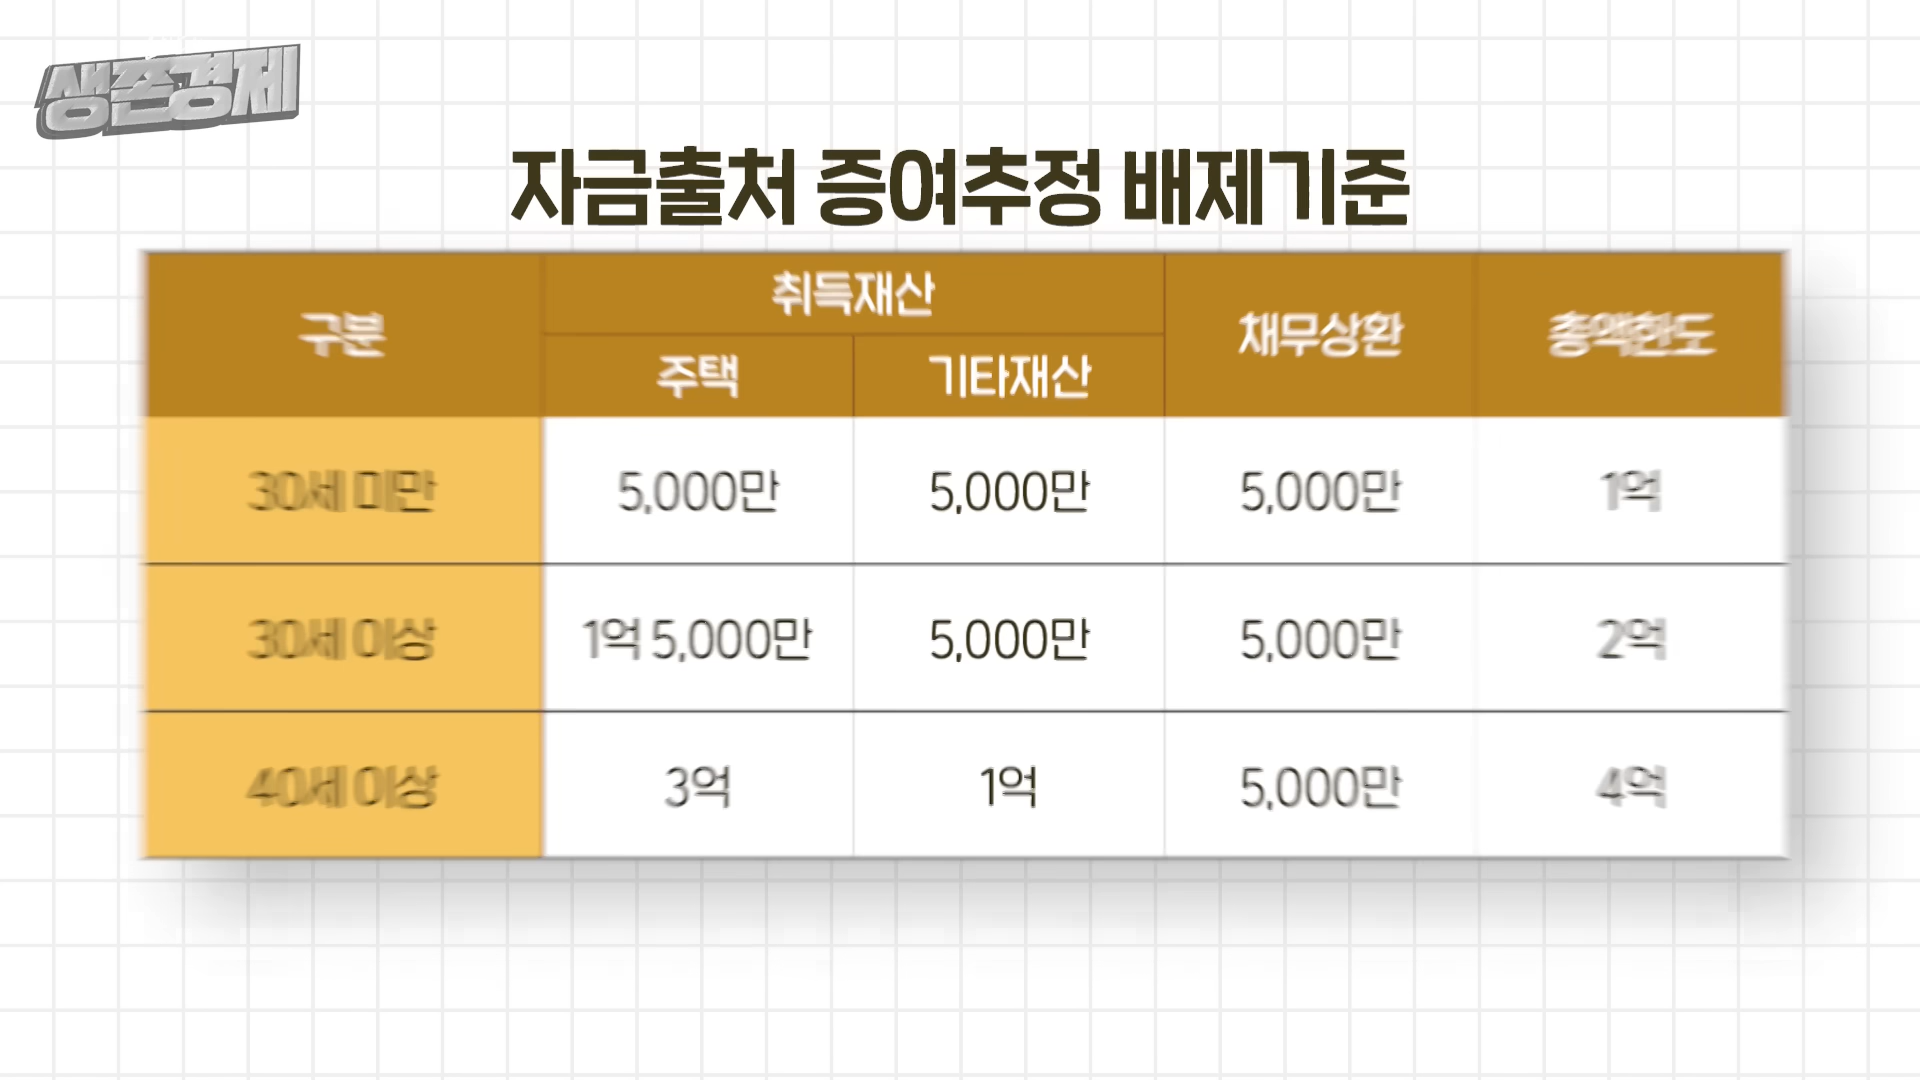 생존경제
자금출처 증여추정 배제기준
구분 취득재산 채무상환 총액한도
주택 기타재산
30세 미만 5,000만 5,000만 5,000만 1억
30세 이상 1억 5,000만 5,000만 5,000만 2억
40세 이상 3억 1억 5,000만 4억